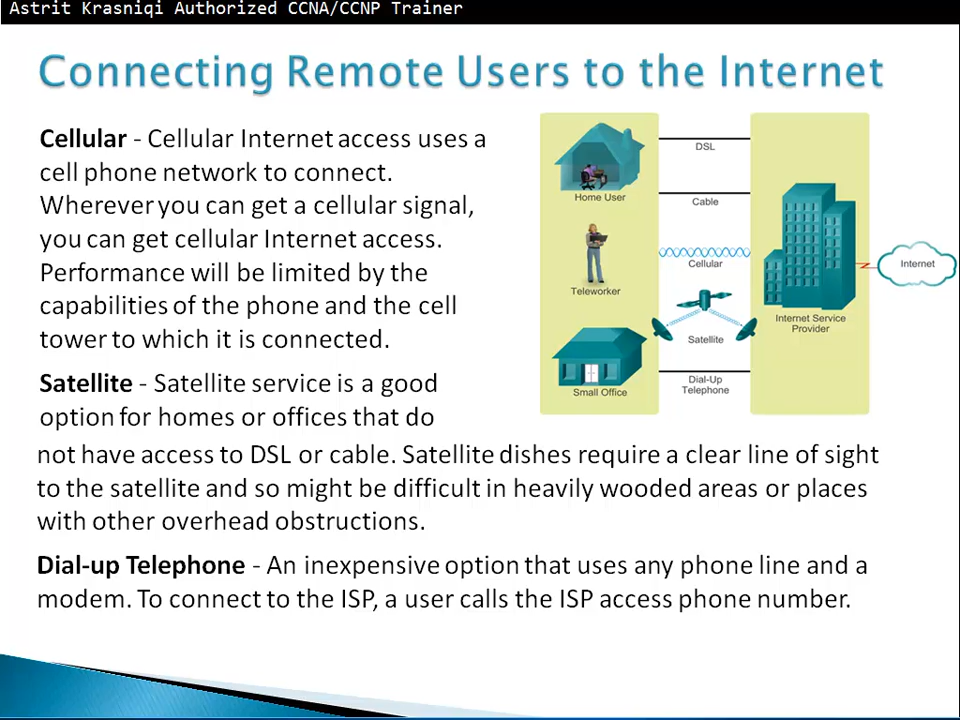 Astrit Krasniqi Authorized CCNA/CCNP Trainer
Connecting Remote Users to the Internet
Cellular - Cellular Internet access uses a
cell phone network to connect.
Wherever you can get a cellular signal,
you can get cellular Internet access.
Performance will be limited by the
capabilities of the phone and the cell
tower to which it is connected.
Satellite - Satellite service is a good
option for homes or offices that do
not have access to DSL or cable. Satellite dishes require a clear line of sight
to the satellite and so might be difficult in heavily wooded areas or places
with other overhead obstructions.
Dial-up Telephone - An inexpensive option that uses any phone line and a
modem. To connect to the ISP, a user calls the ISP access phone number.
Home User
Teleworker
Small Office
DSL
Cable
Cellular
Satellite
Dial-Up
Telephone
Internet Service
Provider
Internet